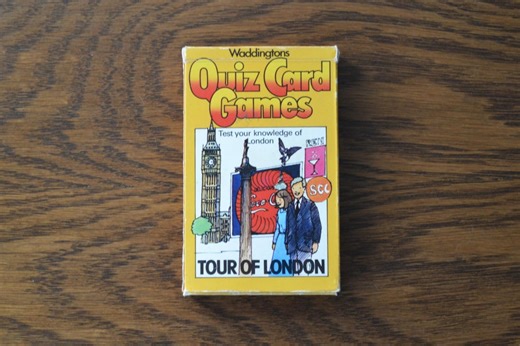 Waddingtons
Quiz Card
Games
Test your knowledge of
London
TOUR OF LONDON